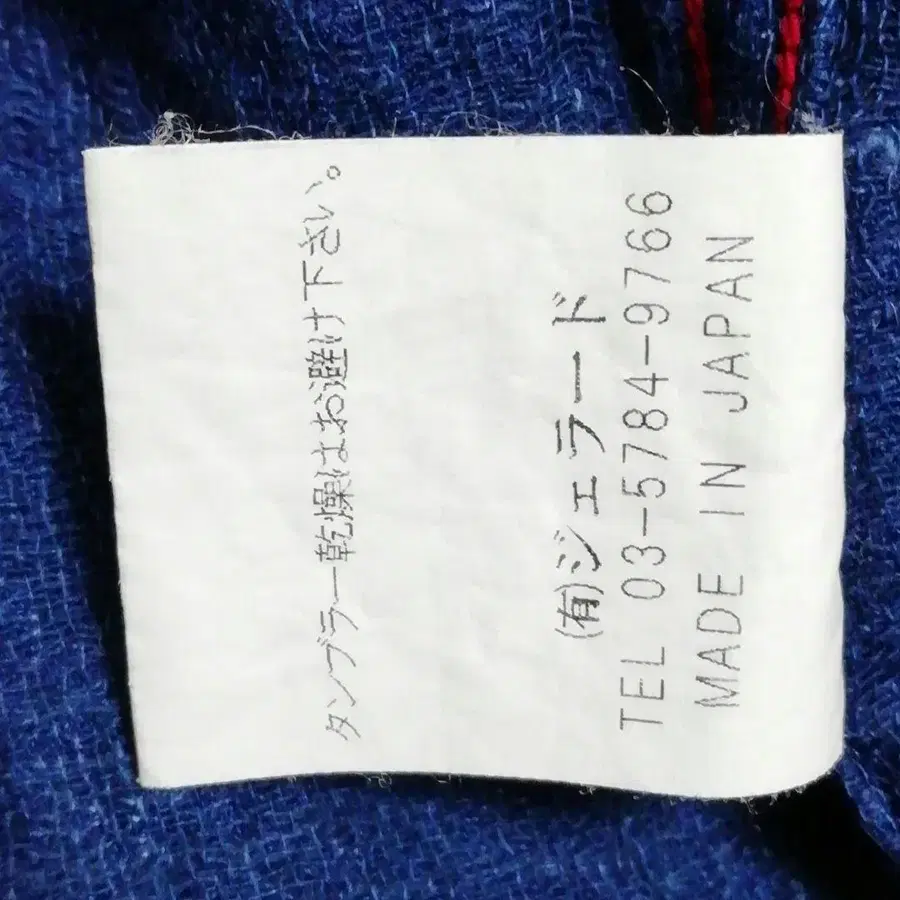 タンブラー乾燥はお避け下さい。
(有)ジェラード
TEL 03-5784-9766
MADE IN JAPAN